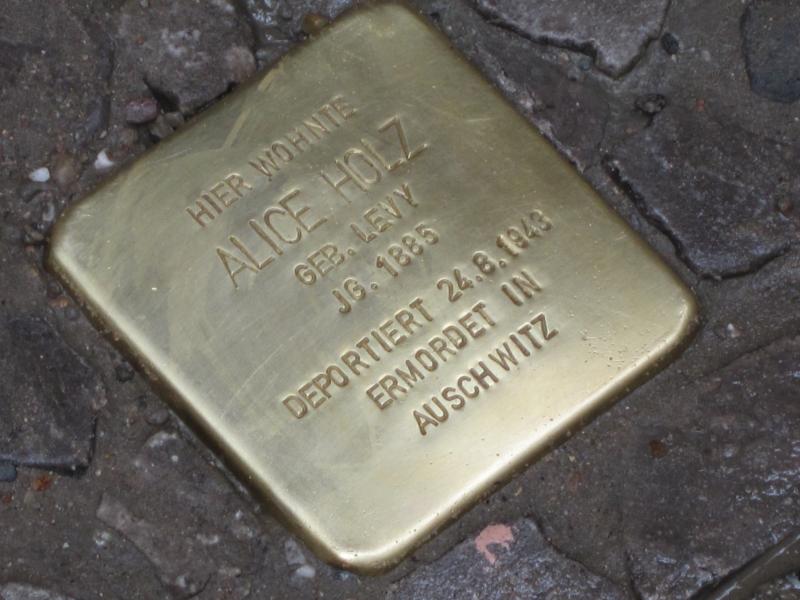 HIER WOHNTE
ALICE HOLZ
GEB. LEVY
JG. 1885
DEPORTIERT 24.8.1943
ERMORDET IN
AUSCHWITZ